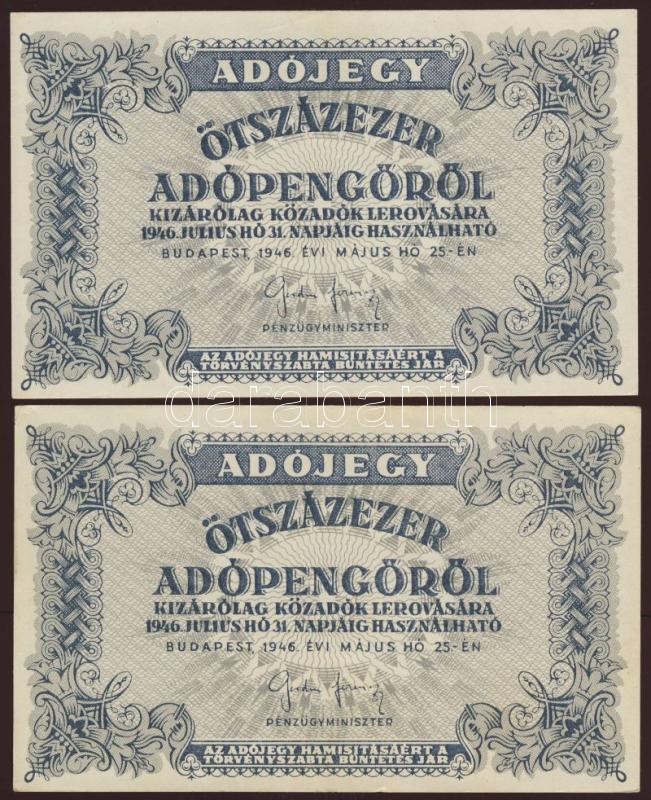 ADÓJEGY
ÖTSZÁZEZER
ADÓPENGŐRŐL
KIZÁRÓLAG KÖZADÓK LEROVÁSÁRA
1946. JULIUS HÓ 31. NAPJÁIG HASZNÁLHATÓ
BUDAPEST, 1946. ÉVI MÁJUS HÓ 25-ÉN
PÉNZÜGYMINISZTER
AZ ADÓJEGY HAMISITÁSÁÉRT A
TÖRVÉNYSZABTA BÜNTETÉS JÁR
darabanth
ADÓJEGY
ÖTSZÁZEZER
ADÓPENGŐRŐL
KIZÁRÓLAG KÖZADÓK LEROVÁSÁRA
1946. JULIUS HÓ 31. NAPJÁIG HASZNÁLHATÓ
BUDAPEST, 1946. ÉVI MÁJUS HÓ 25-ÉN
PÉNZÜGYMINISZTER
AZ ADÓJEGY HAMISITÁSÁÉRT A
TÖRVÉNYSZABTA BÜNTETÉS JÁR